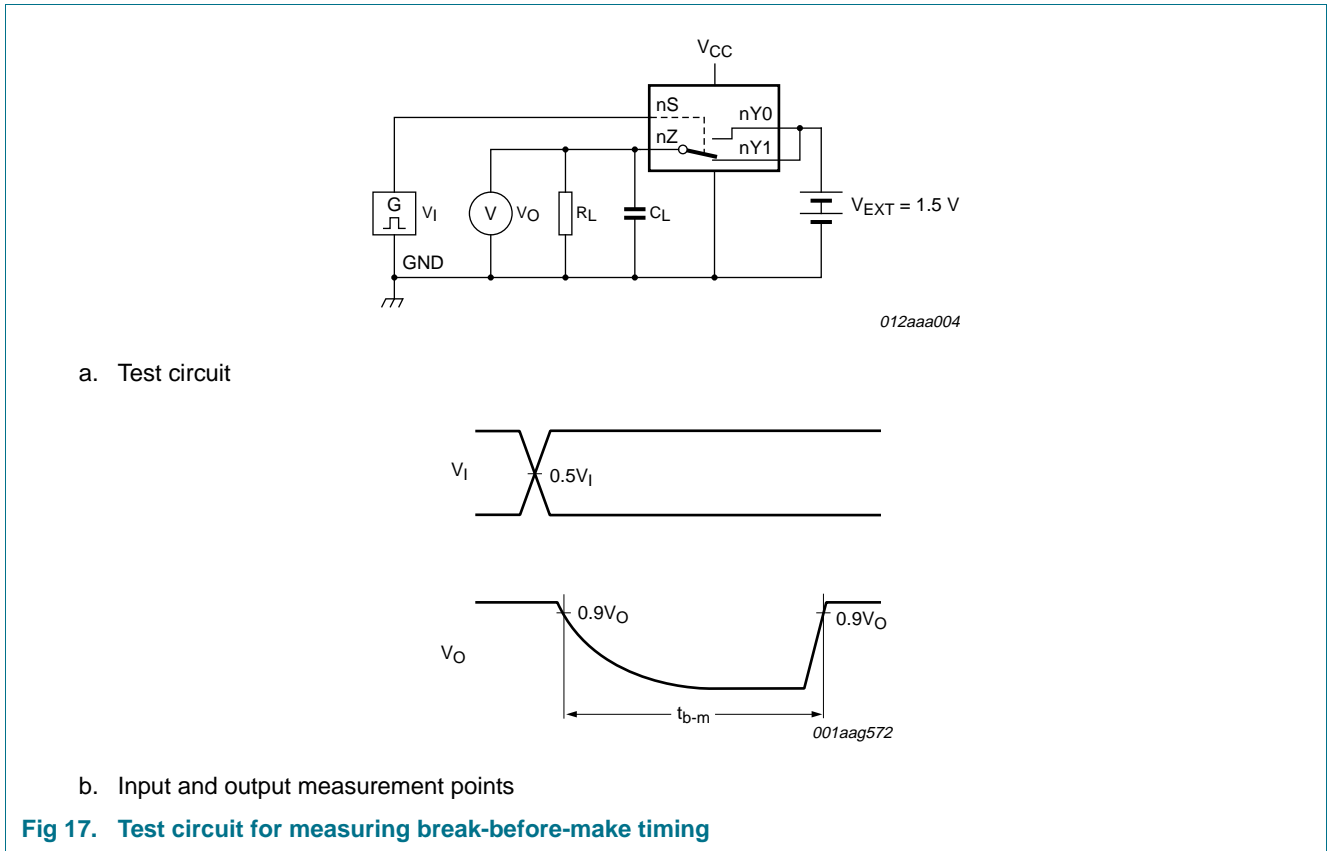 VCC
nS
nY0
nZ
nY1
G
VI
V
VO
RL
CL
VEXT = 1.5 V
GND
012aaa004
a. Test circuit
VI
0.5VI
0.9VO
0.9VO
VO
tb-m
001aag572
b. Input and output measurement points
Fig 17. Test circuit for measuring break-before-make timing